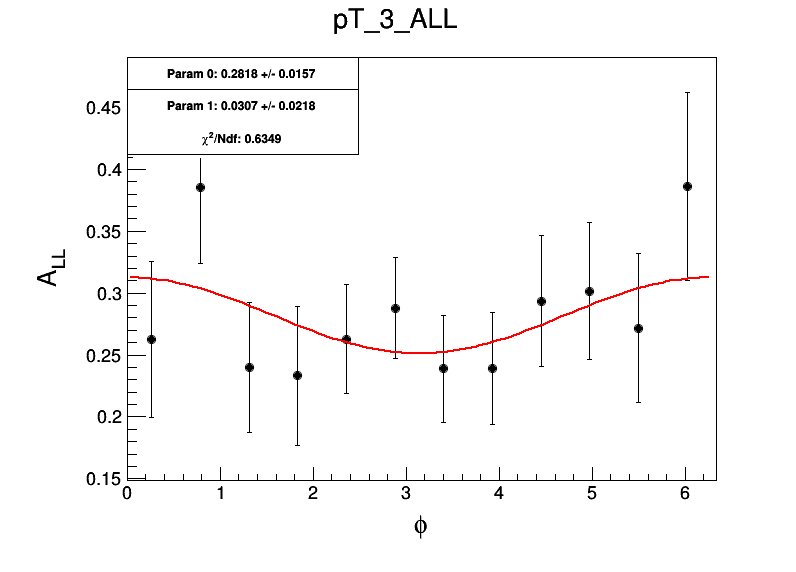 pT_3_ALL
Param 0: 0.2818 +/- 0.0157
Param 1: 0.0307 +/- 0.0218
χ²/Ndf: 0.6349
0.45
0.4
0.35
0.3
0.25
0.2
0.15
A_LL
0 1 2 3 4 5 6
ϕ